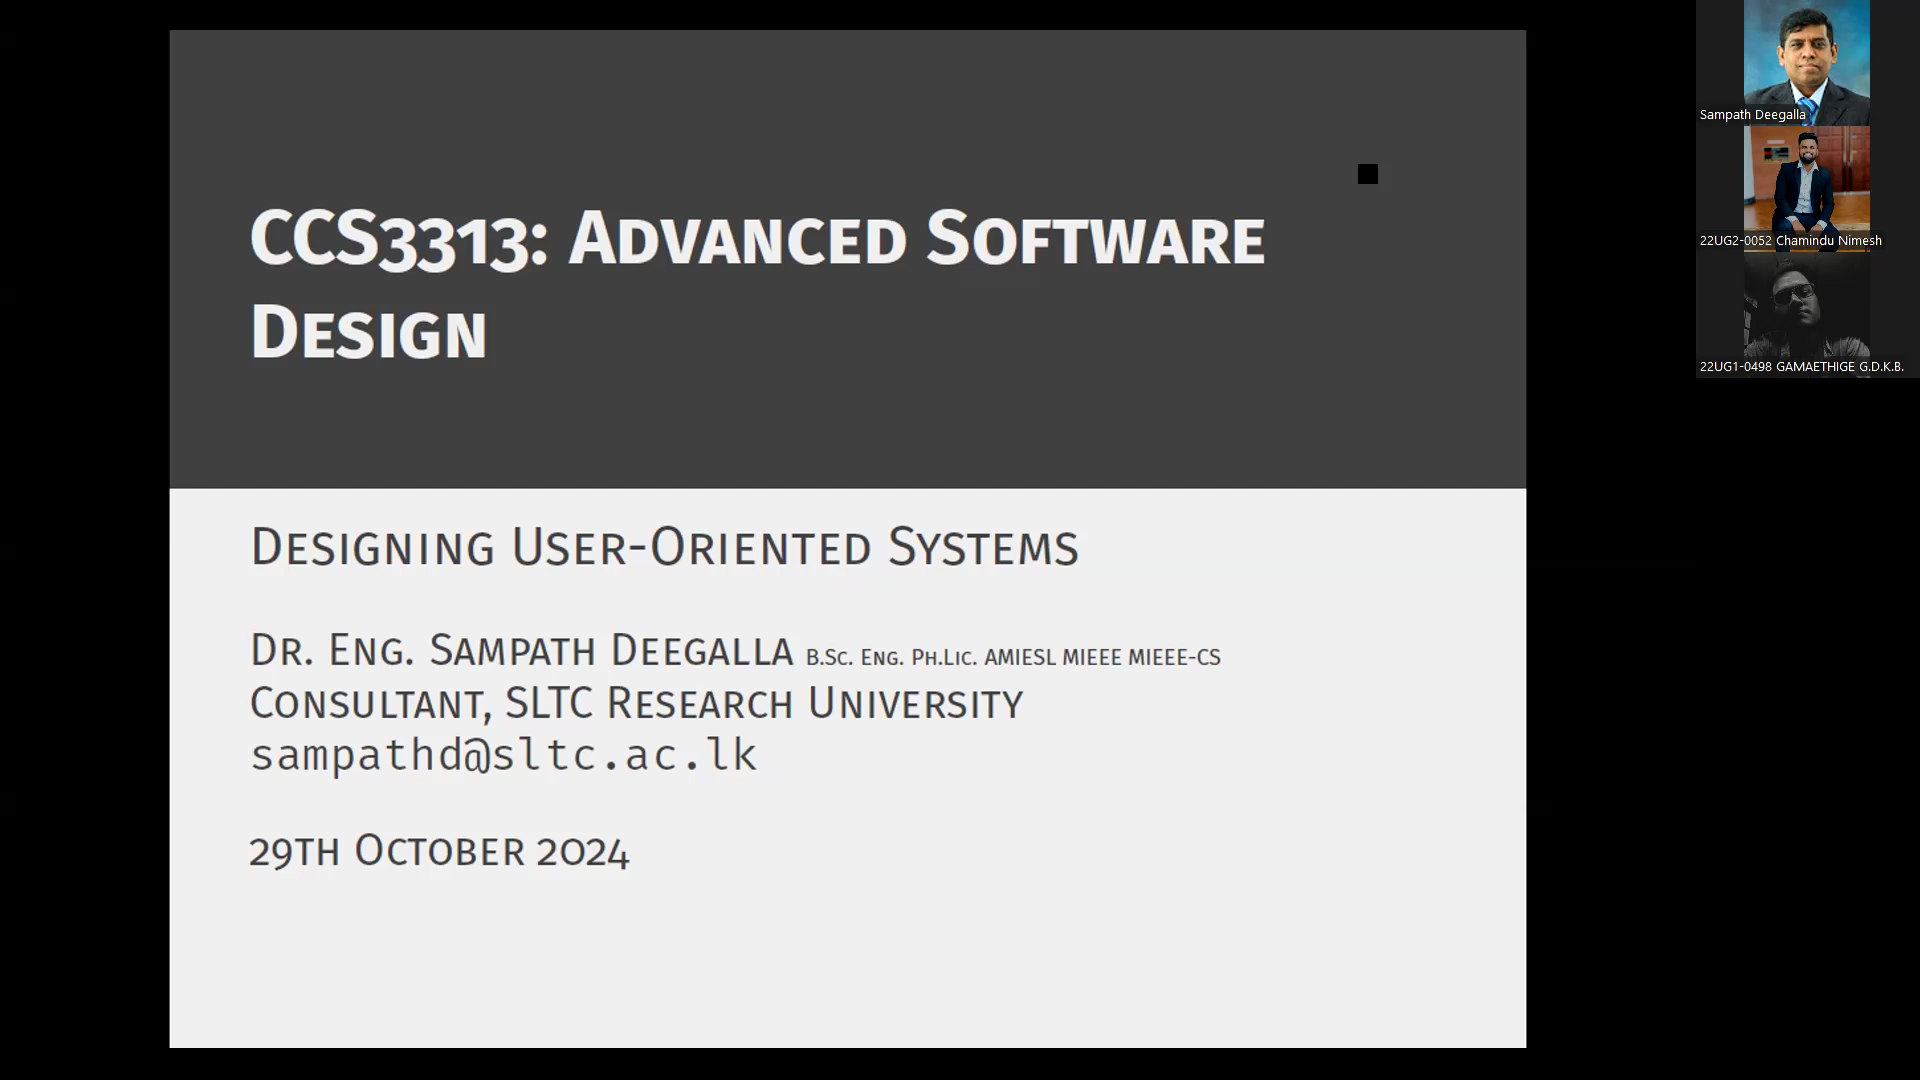 CCS3313: Advanced Software
Design
Designing User-Oriented Systems
Dr. Eng. Sampath Deegalla B.Sc. Eng. Ph.Lic. AMIESL MIEEE MIEEE-CS
Consultant, SLTC Research University
sampathd@sltc.ac.lk
29th October 2024
Sampath Deegalla
22UG2-0052 Chamindu Nimesh
22UG1-0498 GAMAETHIGE G.D.K.B.